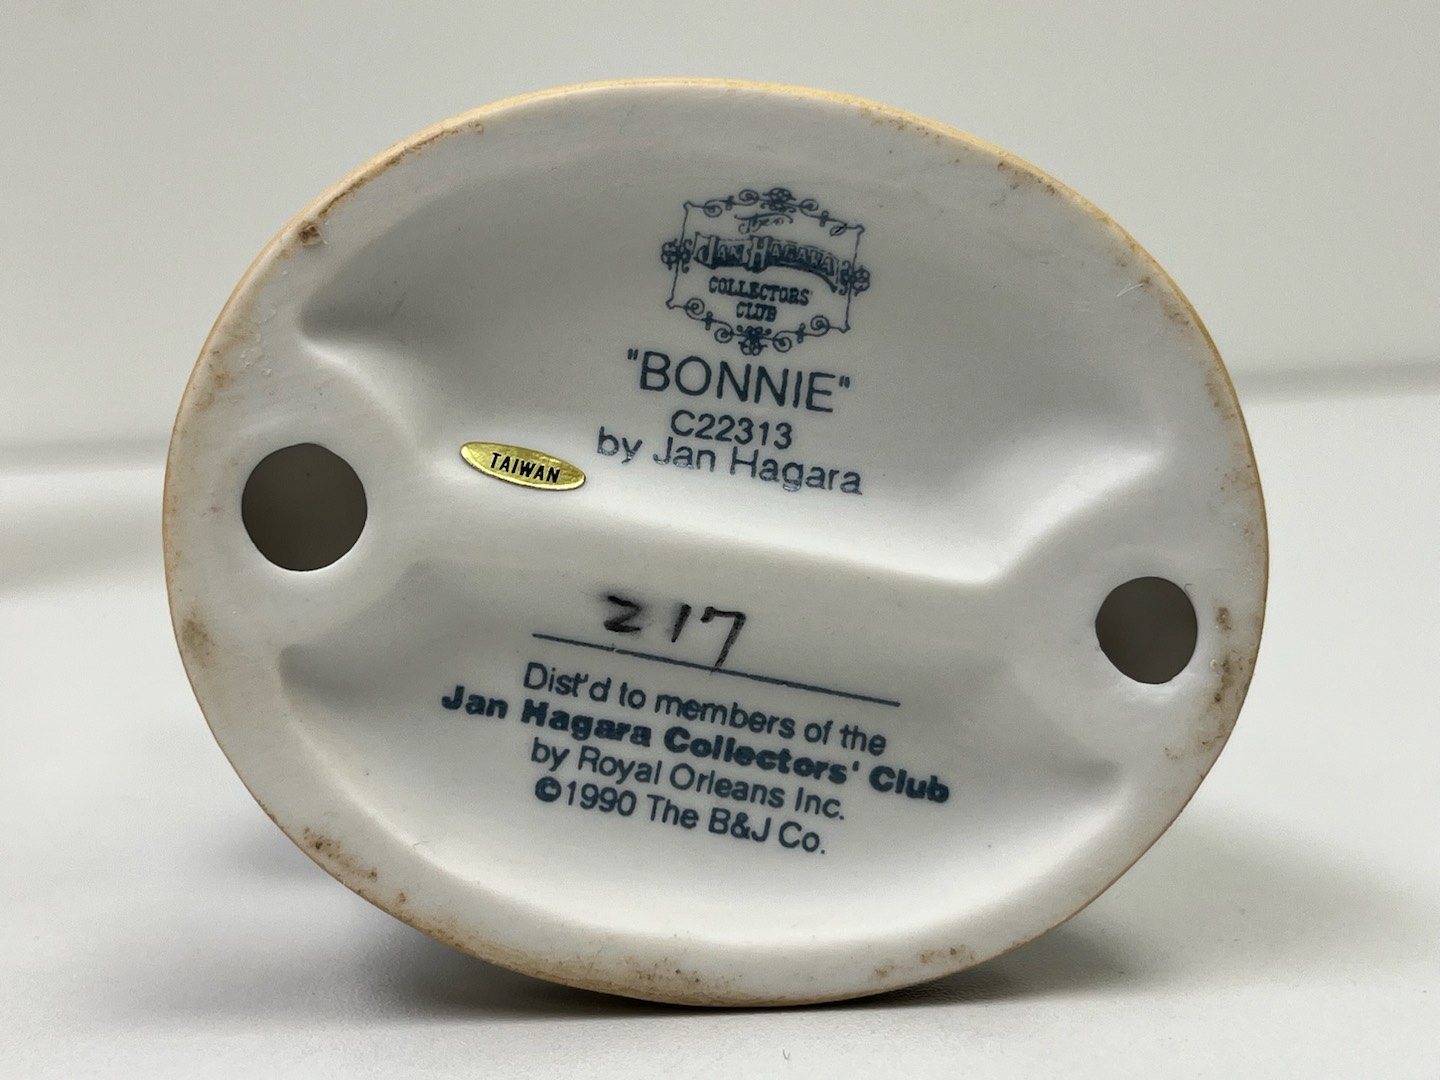 The
JAN HAGARA
COLLECTORS'
CLUB
"BONNIE"
C22313
by Jan Hagara
TAIWAN
217
Dist'd to members of the
Jan Hagara Collectors' Club
by Royal Orleans Inc.
©1990 The B&J Co.